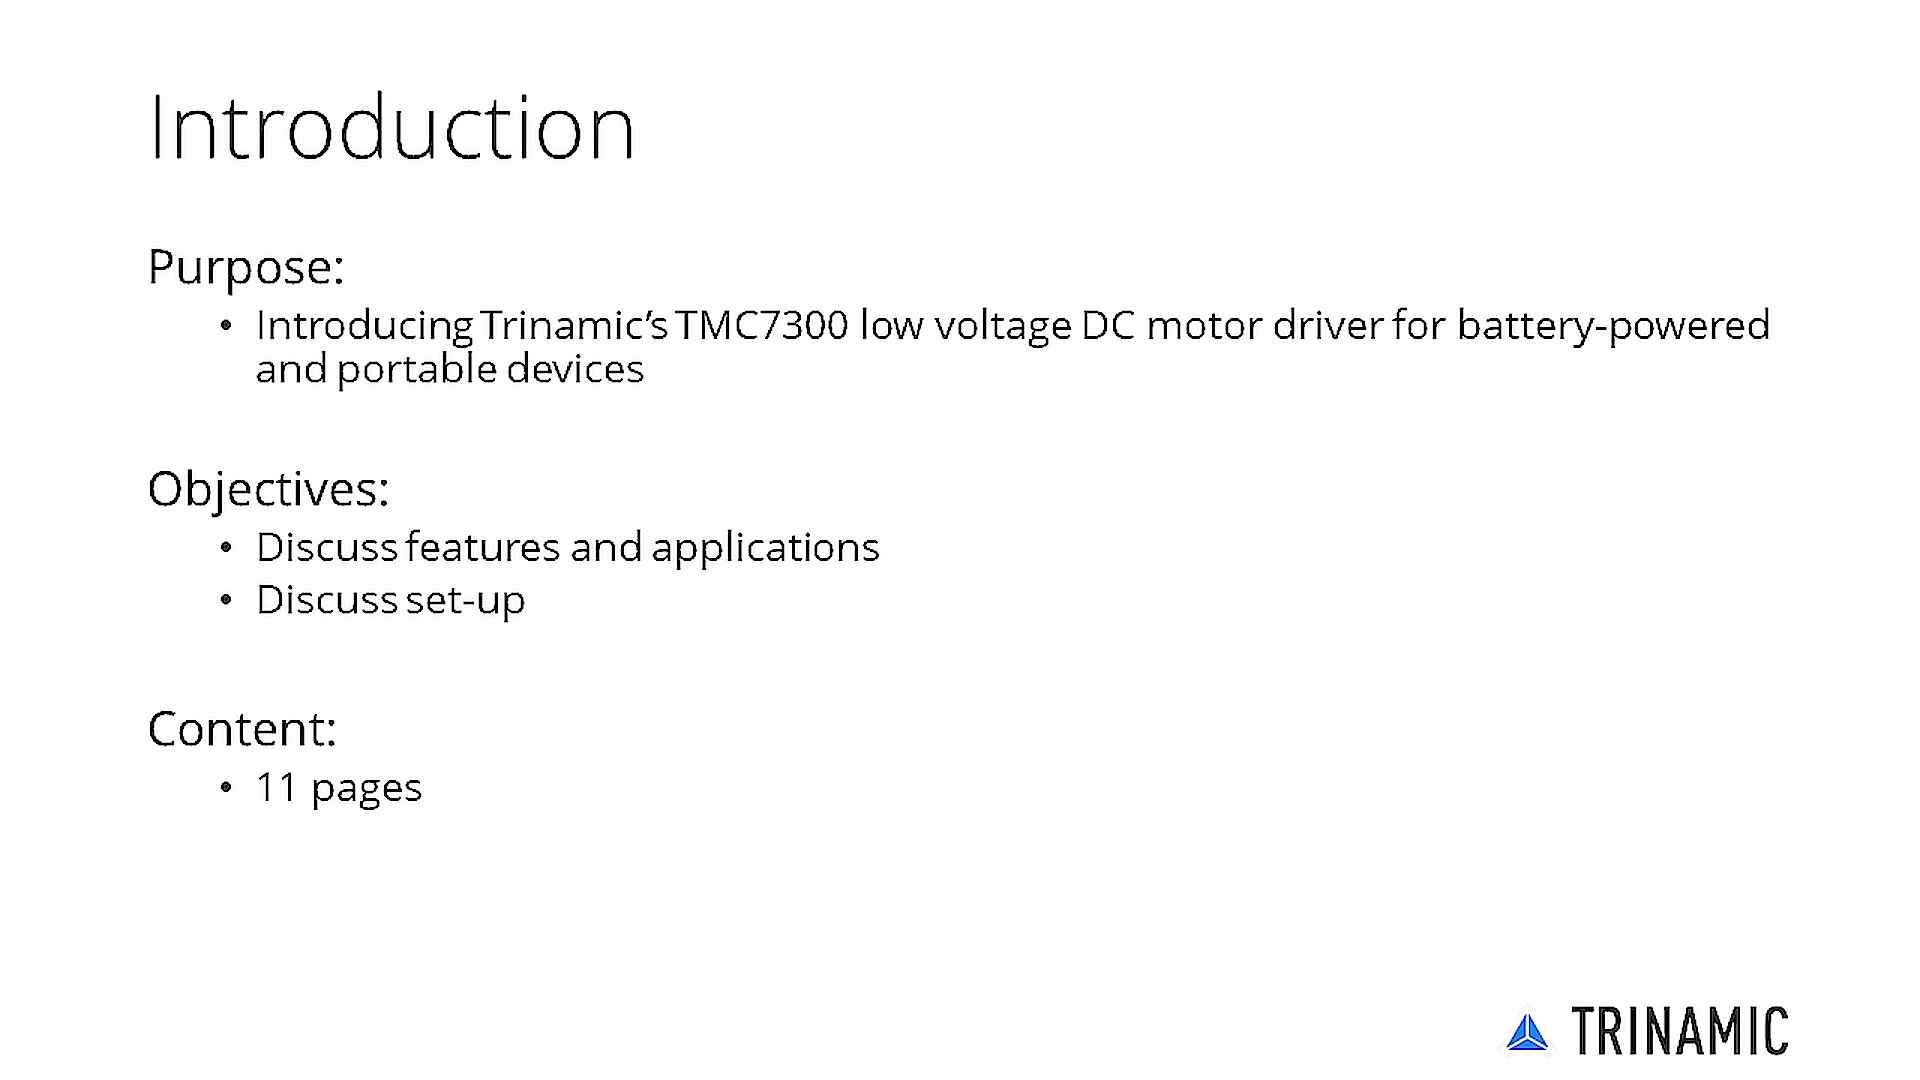 Introduction
Purpose:
• Introducing Trinamic’s TMC7300 low voltage DC motor driver for battery-powered
and portable devices
Objectives:
• Discuss features and applications
• Discuss set-up
Content:
• 11 pages
TRINAMIC